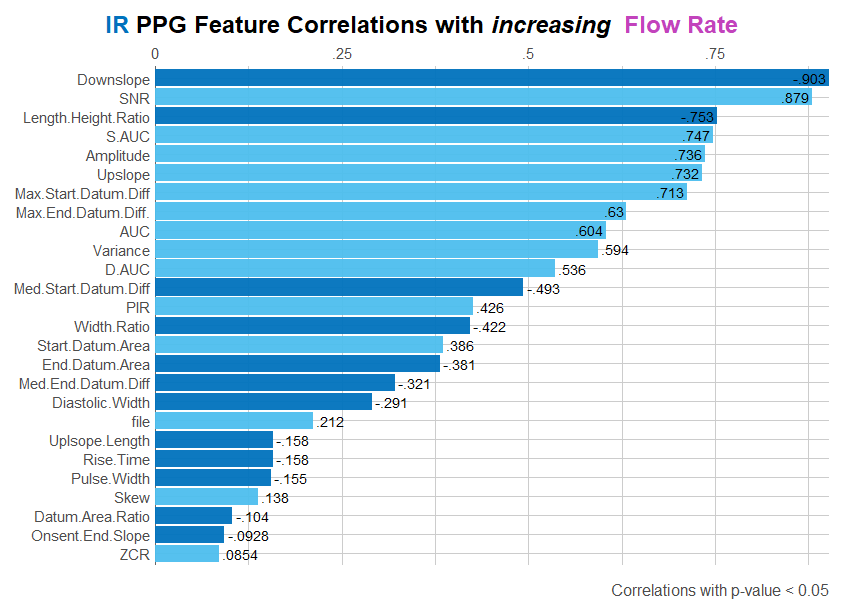 IR PPG Feature Correlations with increasing Flow Rate
0 .25 .5 .75
Downslope -.903
SNR .879
Length.Height.Ratio -.753
S.AUC .747
Amplitude .736
Upslope .732
Max.Start.Datum.Diff .713
Max.End.Datum.Diff. .63
AUC .604
Variance .594
D.AUC .536
Med.Start.Datum.Diff -.493
PIR .426
Width.Ratio -.422
Start.Datum.Area .386
End.Datum.Area -.381
Med.End.Datum.Diff -.321
Diastolic.Width -.291
file .212
Uplsope.Length -.158
Rise.Time -.158
Pulse.Width -.155
Skew .138
Datum.Area.Ratio -.104
Onsent.End.Slope -.0928
ZCR .0854
Correlations with p-value < 0.05